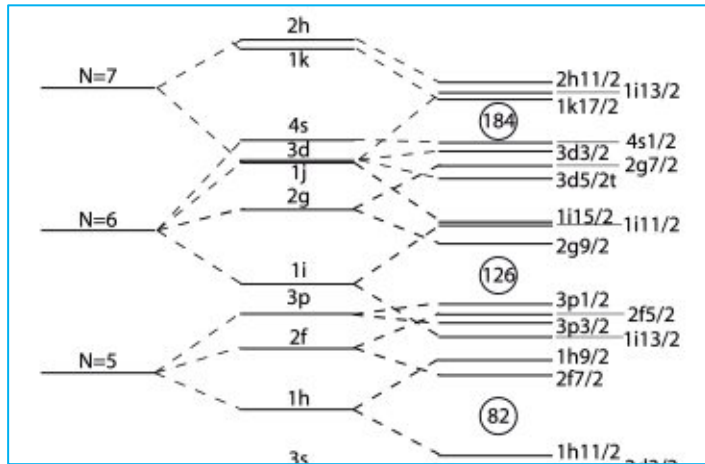 2h
1k
N=7
2h11/2
1i13/2
1k17/2
184
4s
4s1/2
3d
3d3/2
2g7/2
1j
3d5/2t
2g
N=6
1i15/2
1i11/2
2g9/2
1i
126
3p
3p1/2
2f5/2
3p3/2
2f
1i13/2
1h9/2
N=5
2f7/2
1h
82
1h11/2
3s